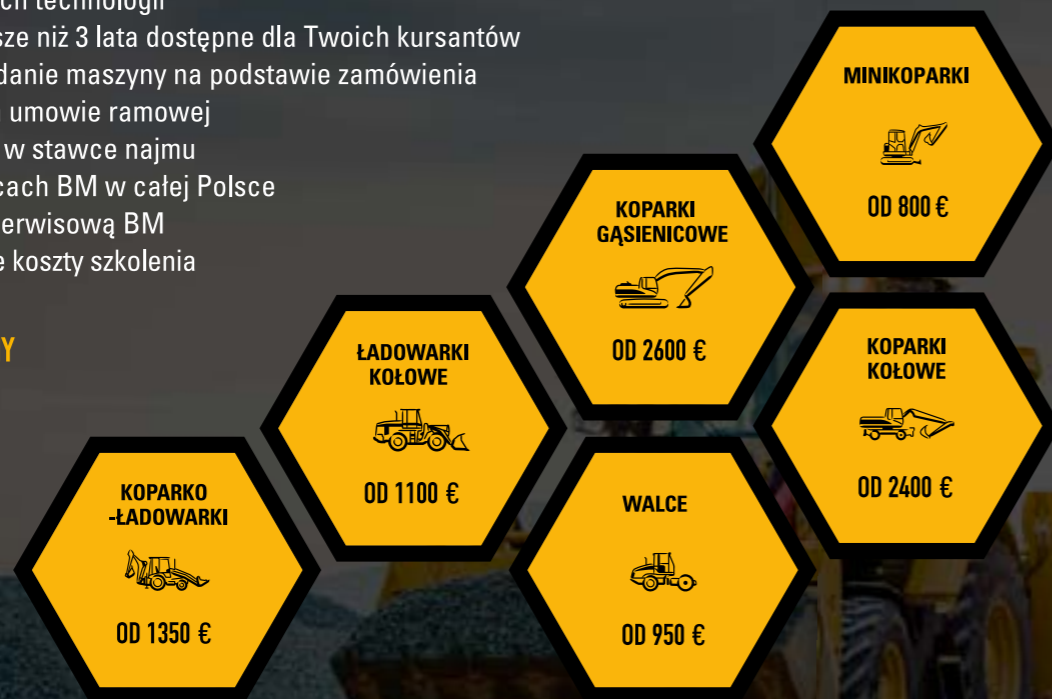 ch technologii
sze niż 3 lata dostępne dla Twoich kursantów
danie maszyny na podstawie zamówienia
umowie ramowej
w stawce najmu
cach BM w całej Polsce
erwisową BM
e koszty szkolenia
Y
MINIKOPARKI
OD 800 €
KOPARKI
GĄSIENICOWE
OD 2600 €
KOPARKI
KOŁOWE
OD 2400 €
ŁADOWARKI
KOŁOWE
OD 1100 €
WALCE
OD 950 €
KOPARKO
-ŁADOWARKI
OD 1350 €